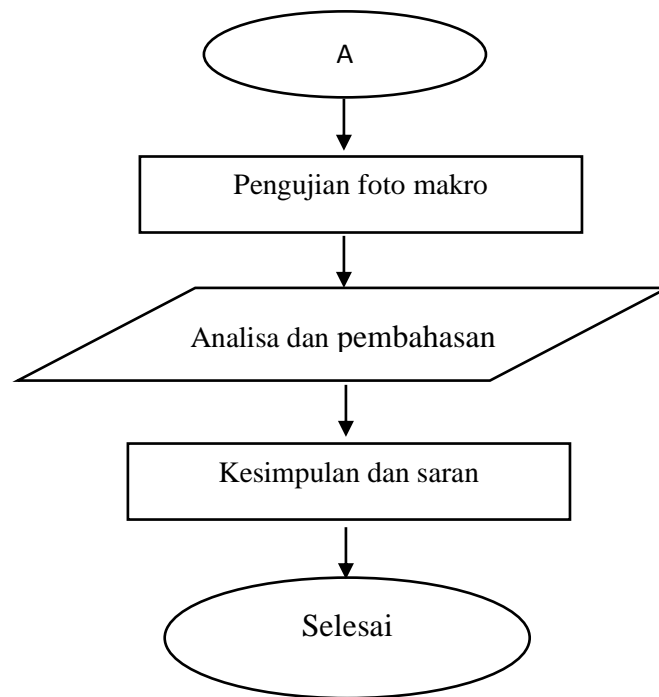 A
Pengujian foto makro
Analisa dan pembahasan
Kesimpulan dan saran
Selesai